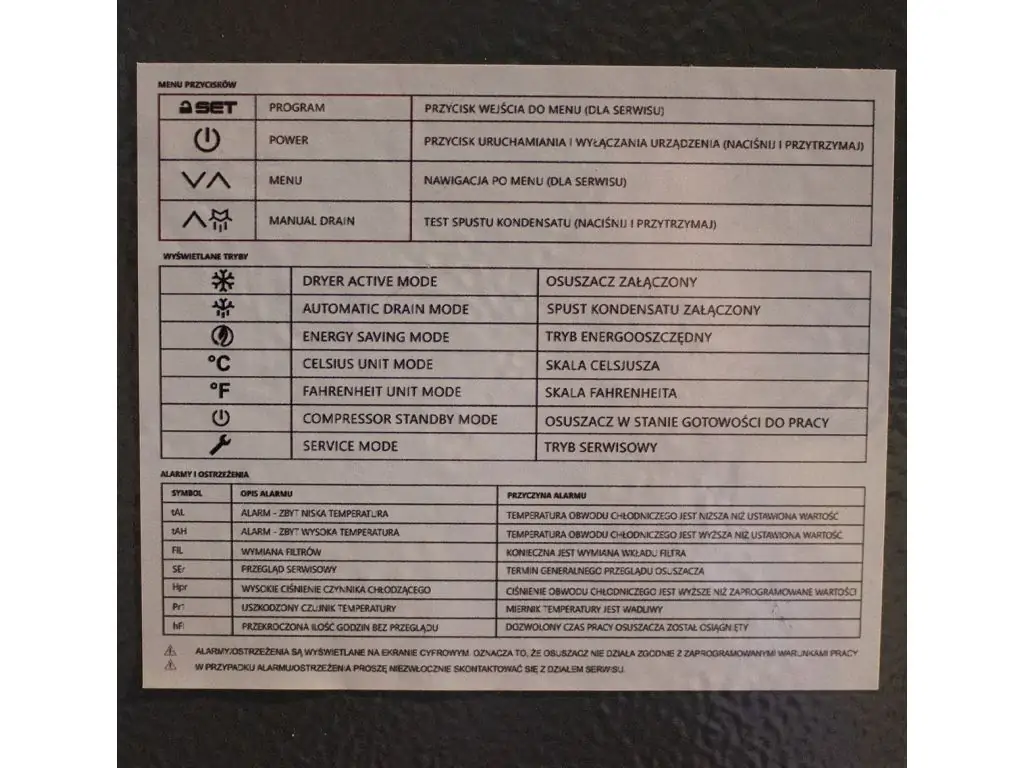 MENU PRZYCISKÓW
SET PROGRAM PRZYCISK WEJŚCIA DO MENU (DLA SERWISU)
POWER PRZYCISK URUCHAMIANIA I WYŁĄCZANIA URZĄDZENIA (NACIŚNIJ I PRZYTRZYMAJ)
MENU NAWIGACJA PO MENU (DLA SERWISU)
MANUAL DRAIN TEST SPUSTU KONDENSATU (NACIŚNIJ I PRZYTRZYMAJ)
WYŚWIETLANE TRYBY
DRYER ACTIVE MODE OSUSZACZ ZAŁĄCZONY
AUTOMATIC DRAIN MODE SPUST KONDENSATU ZAŁĄCZONY
ENERGY SAVING MODE TRYB ENERGOOSZCZĘDNY
°C CELSIUS UNIT MODE SKALA CELSJUSZA
°F FAHRENHEIT UNIT MODE SKALA FAHRENHEITA
COMPRESSOR STANDBY MODE OSUSZACZ W STANIE GOTOWOŚCI DO PRACY
SERVICE MODE TRYB SERWISOWY
ALARMY I OSTRZEŻENIA
SYMBOL OPIS ALARMU PRZYCZYNA ALARMU
tAL ALARM - ZBYT NISKA TEMPERATURA TEMPERATURA OBWODU CHŁODNICZEGO JEST NIŻSZA NIŻ USTAWIONA WARTOŚĆ
tAH ALARM - ZBYT WYSOKA TEMPERATURA TEMPERATURA OBWODU CHŁODNICZEGO JEST WYŻSZA NIŻ USTAWIONA WARTOŚĆ
FIL WYMIANA FILTRÓW KONIECZNA JEST WYMIANA WKŁADU FILTRA
SEr PRZEGLĄD SERWISOWY TERMIN GENERALNEGO PRZEGLĄDU OSUSZACZA
Hpr WYSOKIE CIŚNIENIE CZYNNIKA CHŁODZĄCEGO CIŚNIENIE OBWODU CHŁODNICZEGO JEST WYŻSZE NIŻ ZAPROGRAMOWANE WARTOŚCI
Pr1 USZKODZONY CZUJNIK TEMPERATURY MIERNIK TEMPERATURY JEST WADLIWY
PRZEKROCZONA ILOŚĆ GODZIN BEZ PRZEGLĄDU DOZWOLONY CZAS PRACY OSUSZACZA ZOSTAŁ OSIĄGNIĘTY
ALARMY/OSTRZEŻENIA SĄ WYŚWIETLANE NA EKRANIE CYFROWYM. OZNACZA TO, ŻE OSUSZACZ NIE DZIAŁA ZGODNIE Z ZAPROGRAMOWANYMI WARUNKAMI PRACY
W PRZYPADKU ALARMU/OSTRZEŻENIA PROSZĘ NIEZWŁOCZNIE SKONTAKTOWAĆ SIĘ Z DZIAŁEM SERWISU.